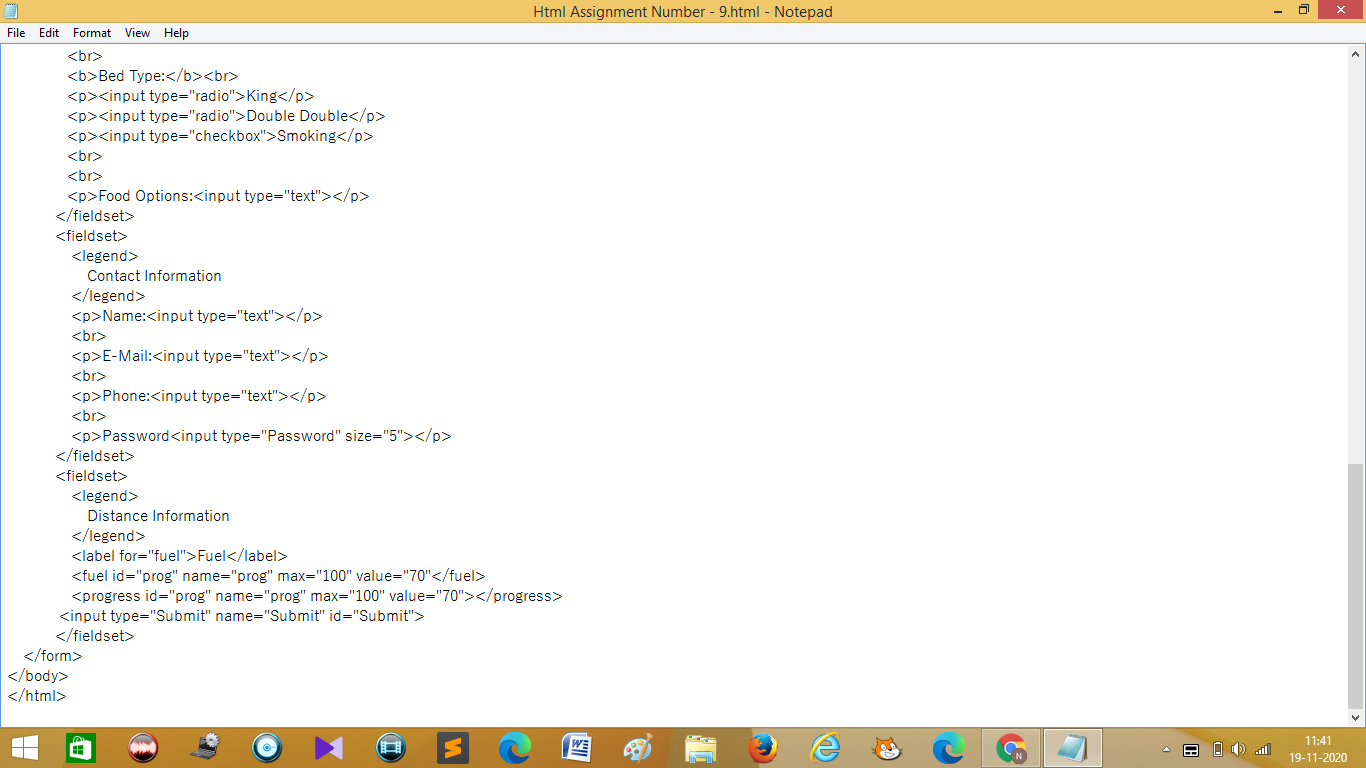 Html Assignment Number - 9.html - Notepad
File Edit Format View Help
<br>
<b>Bed Type:</b><br>
<p><input type="radio">King</p>
<p><input type="radio">Double Double</p>
<p><input type="checkbox">Smoking</p>
<br>
<br>
<p>Food Options:<input type="text"></p>
</fieldset>
<fieldset>
<legend>
Contact Information
</legend>
<p>Name:<input type="text"></p>
<br>
<p>E-Mail:<input type="text"></p>
<br>
<p>Phone:<input type="text"></p>
<br>
<p>Password<input type="Password" size="5"></p>
</fieldset>
<fieldset>
<legend>
Distance Information
</legend>
<label for="fuel">Fuel</label>
<fuel id="prog" name="prog" max="100" value="70"</fuel>
<progress id="prog" name="prog" max="100" value="70"></progress>
<input type="Submit" name="Submit" id="Submit">
</fieldset>
</form>
</body>
</html>
N
11:41
19-11-2020